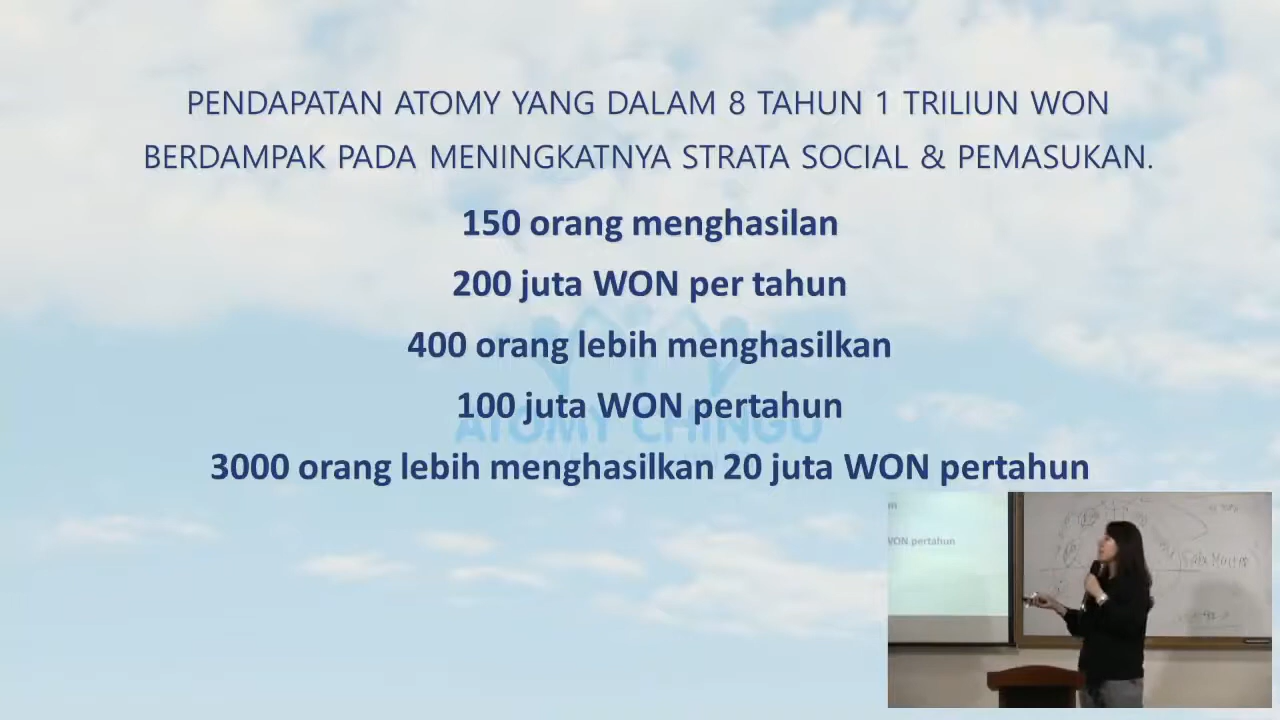 PENDAPATAN ATOMY YANG DALAM 8 TAHUN 1 TRILIUN WON
BERDAMPAK PADA MENINGKATNYA STRATA SOCIAL & PEMASUKAN.
150 orang menghasilan
200 juta WON per tahun
400 orang lebih menghasilkan
100 juta WON pertahun
ATOMY CHINGU
3000 orang lebih menghasilkan 20 juta WON pertahun
WON pertahun